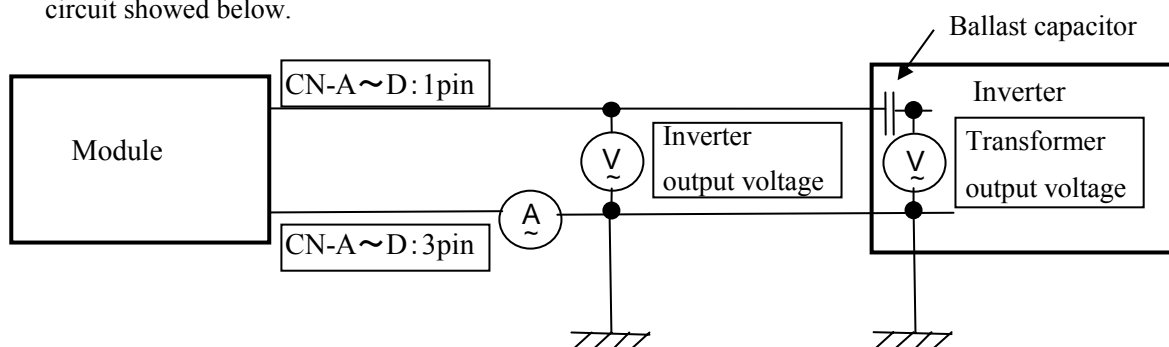 circuit showed below.
Ballast capacitor
CN-A～D：1pin
Inverter
Module
Inverter
output voltage
V
~
V
~
Transformer
output voltage
A
~
CN-A～D：3pin